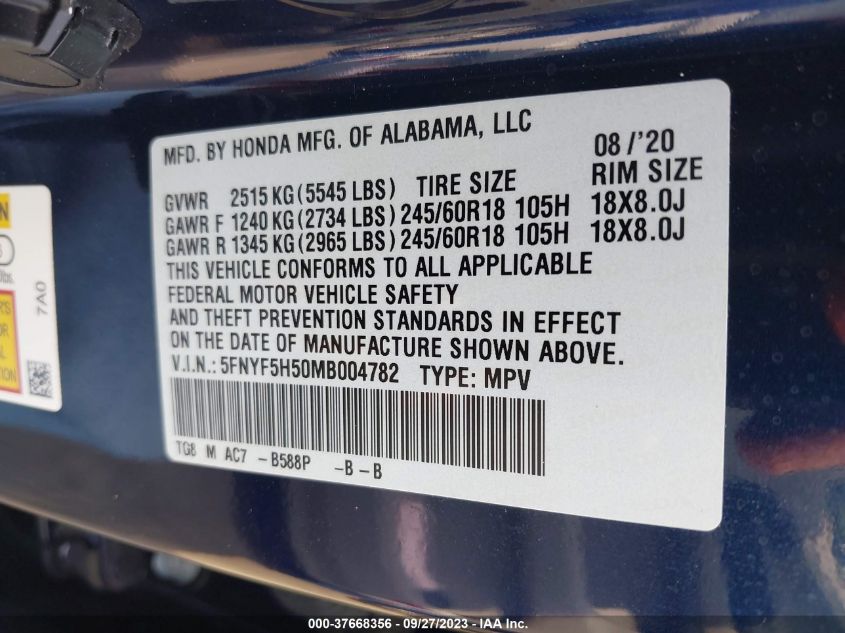 MFD. BY HONDA MFG. OF ALABAMA, LLC 08 /'20
GVWR 2515 KG (5545 LBS) TIRE SIZE RIM SIZE
GAWR F 1240 KG (2734 LBS) 245/60R18 105H 18X8.0J
GAWR R 1345 KG (2965 LBS) 245/60R18 105H 18X8.0J
THIS VEHICLE CONFORMS TO ALL APPLICABLE
FEDERAL MOTOR VEHICLE SAFETY
AND THEFT PREVENTION STANDARDS IN EFFECT
ON THE DATE OF MANUFACTURE SHOWN ABOVE.
V.I.N.: 5FNYF5H50MB004782 TYPE: MPV
TG8 M AC7 -B588P -B-B
7A0
000-37668356 - 09/27/2023 - IAA Inc.